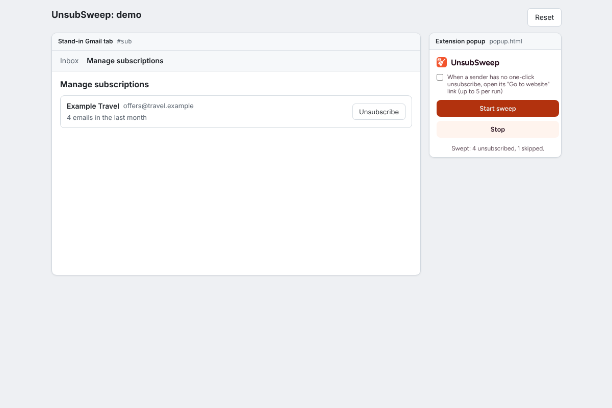 UnsubSweep: demo
Reset
Stand-in Gmail tab #sub
Inbox Manage subscriptions
Manage subscriptions
Example Travel offers@travel.example
4 emails in the last month
Unsubscribe
Extension popup popup.html
UnsubSweep
When a sender has no one-click
unsubscribe, open its "Go to website"
link (up to 5 per run)
Start sweep
Stop
Swept: 4 unsubscribed, 1 skipped.